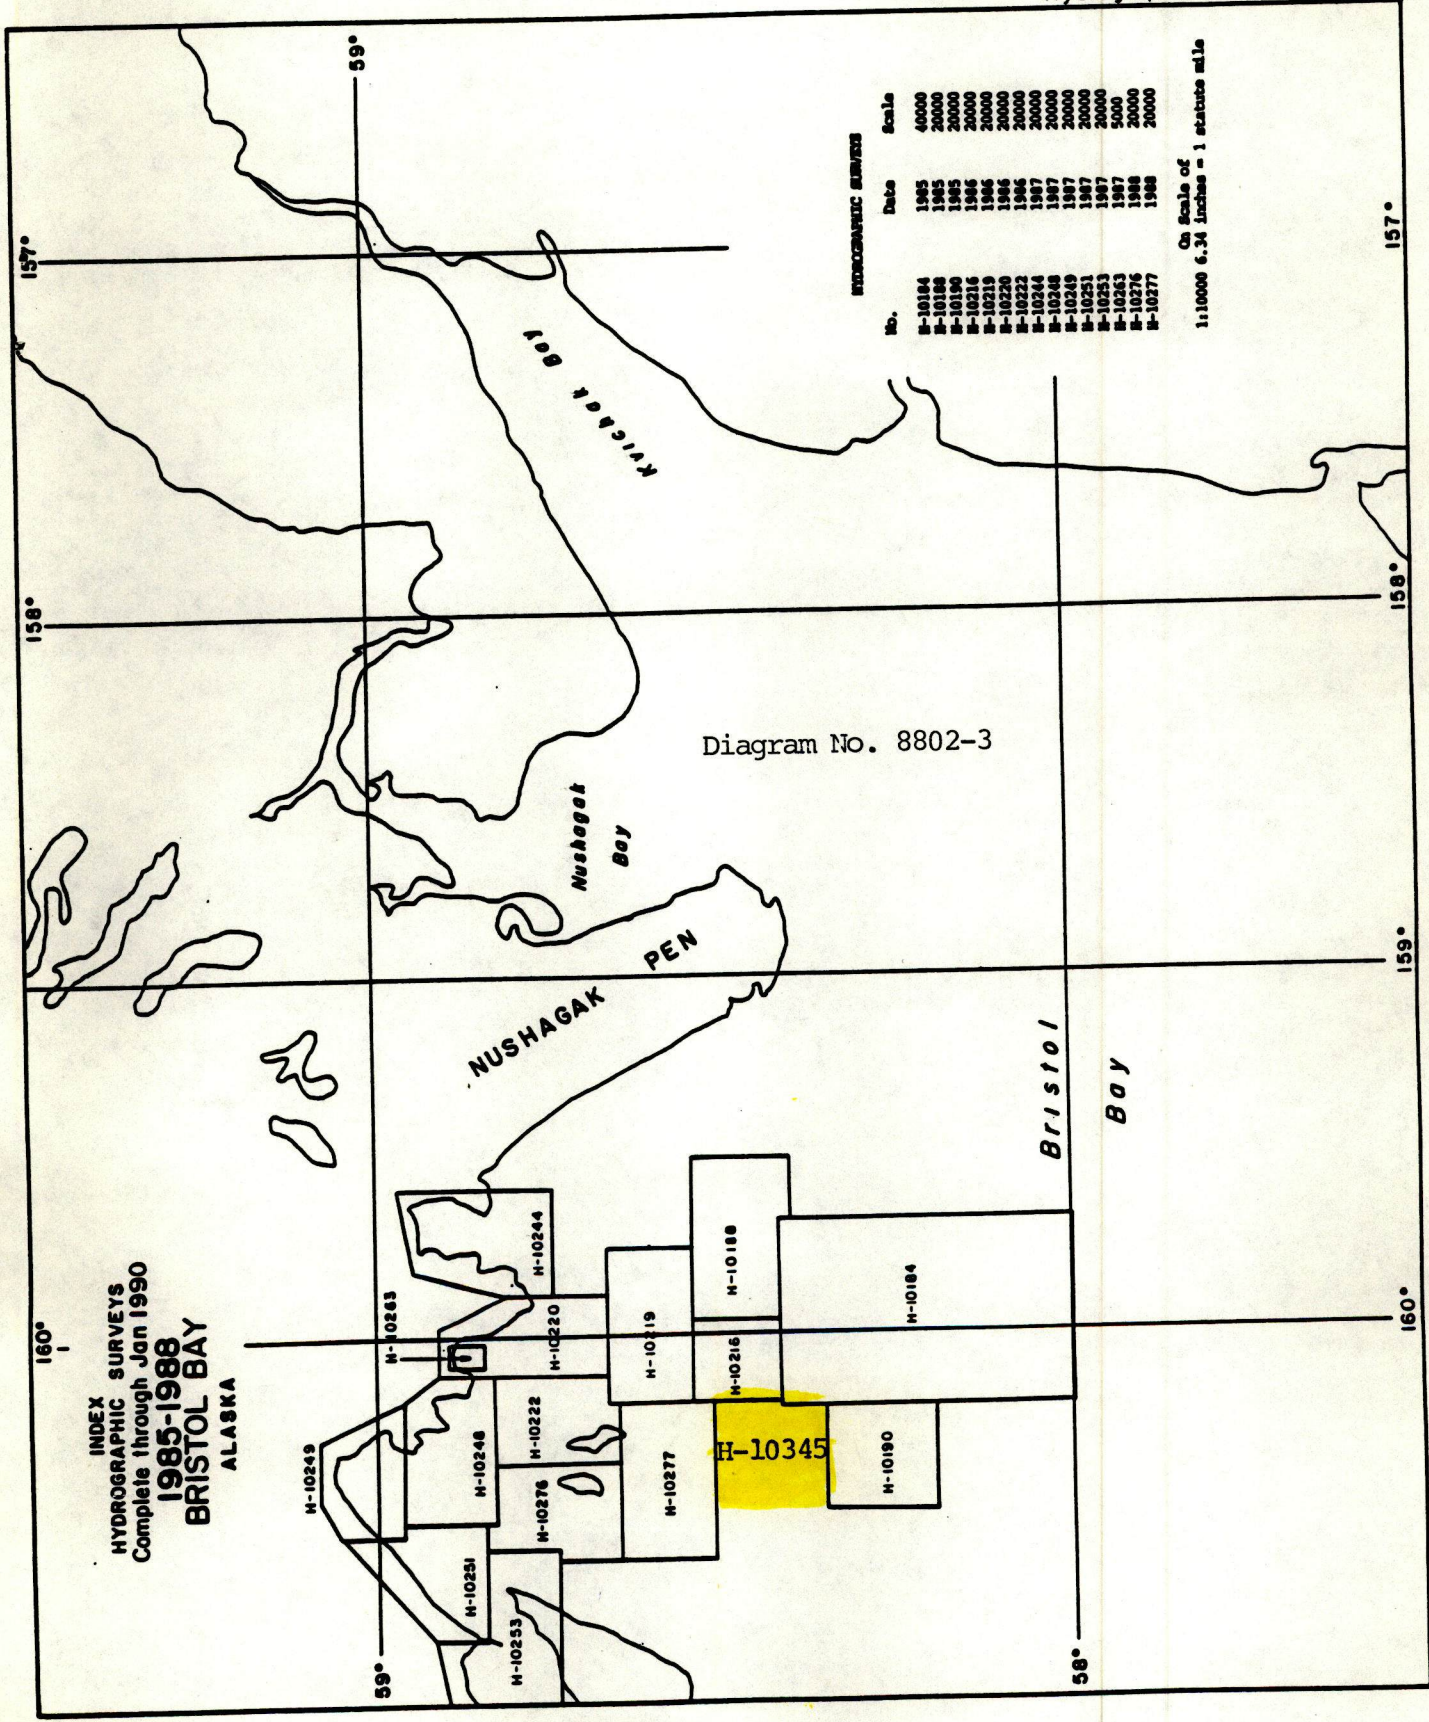 INDEX
HYDROGRAPHIC SURVEYS
Complete through Jan 1990
1985-1988
BRISTOL BAY
ALASKA
160°
158°
157°
59°
59°
58°
160°
159°
158°
157°
H-10249
H-10263
H-10244
H-10220
H-10248
H-10222
H-10251
H-10276
H-10253
H-10219
H-10277
H-10188
H-10216
H-10345
H-10190
H-10184
NUSHAGAK PEN
Nushagak
Bay
Kvichak Bay
Bristol
Bay
Diagram No. 8802-3
HYDROGRAPHIC SURVEYS
No. Date Scale
H-10184 1985 40000
H-10188 1985 20000
H-10190 1985 20000
H-10216 1986 20000
H-10219 1986 20000
H-10220 1986 20000
H-10222 1986 20000
H-10244 1987 20000
H-10248 1987 20000
H-10249 1987 20000
H-10251 1987 20000
H-10253 1987 20000
H-10263 1987 5000
H-10276 1988 20000
H-10277 1988 20000
On Scale of
1:10000 6.34 inches = 1 statute mile